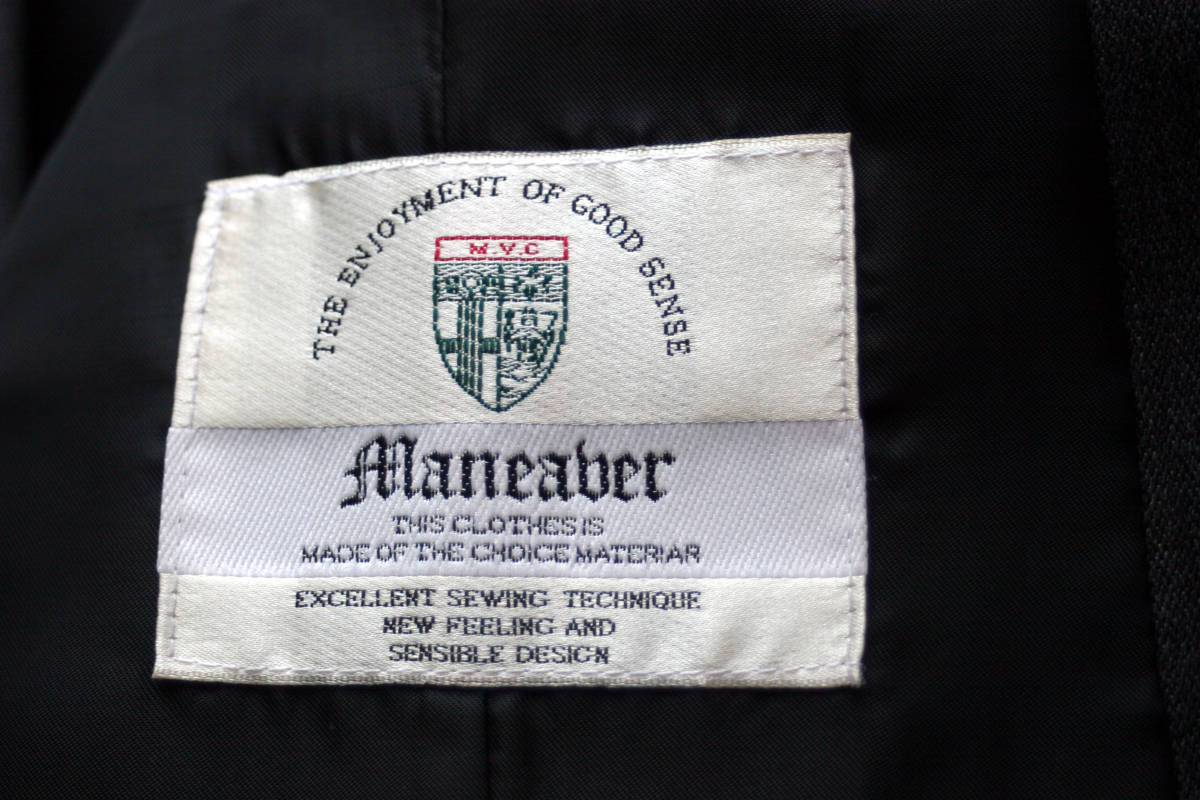 THE ENJOYMENT OF GOOD SENSE
M.V.C
Maneaver
THIS CLOTHES IS
MADE OF THE CHOICE MATERIAR
EXCELLENT SEWING TECHNIQUE
NEW FEELING AND
SENSIBLE DESIGN